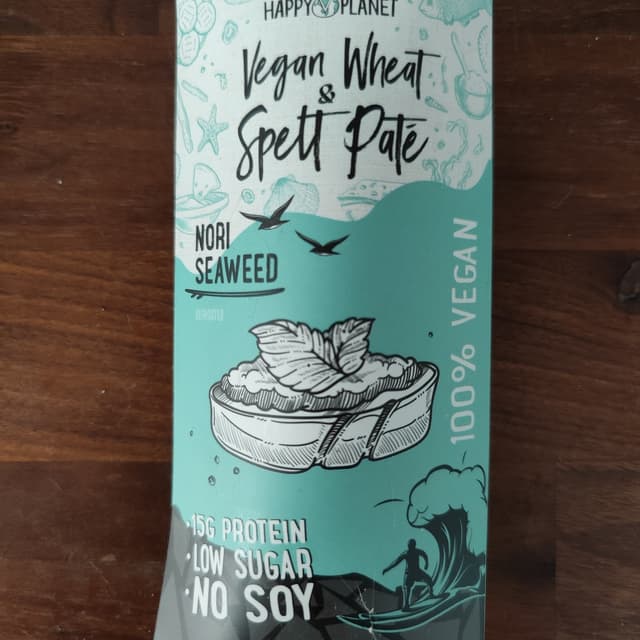 HAPPY PLANET
Vegan Wheat
&
Spelt Paté
NORI
SEAWEED
100% VEGAN
•15G PROTEIN
•LOW SUGAR
•NO SOY